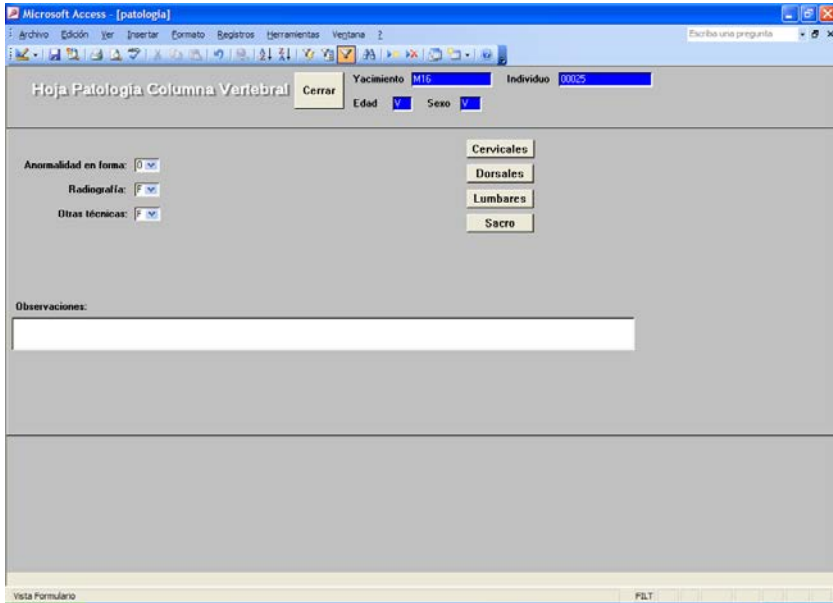 Microsoft Access - [patología]
Archivo Edición Ver Insertar Formato Registros Herramientas Ventana ?
Escriba una pregunta
Hoja Patología Columna Vertebral
Cerrar
Yacimiento M16 Individuo 00025
Edad V Sexo V
Anormalidad en forma: 0
Radiografía: F
Otras técnicas: F
Cervicales
Dorsales
Lumbares
Sacro
Observaciones:
Vista Formulario
FILT